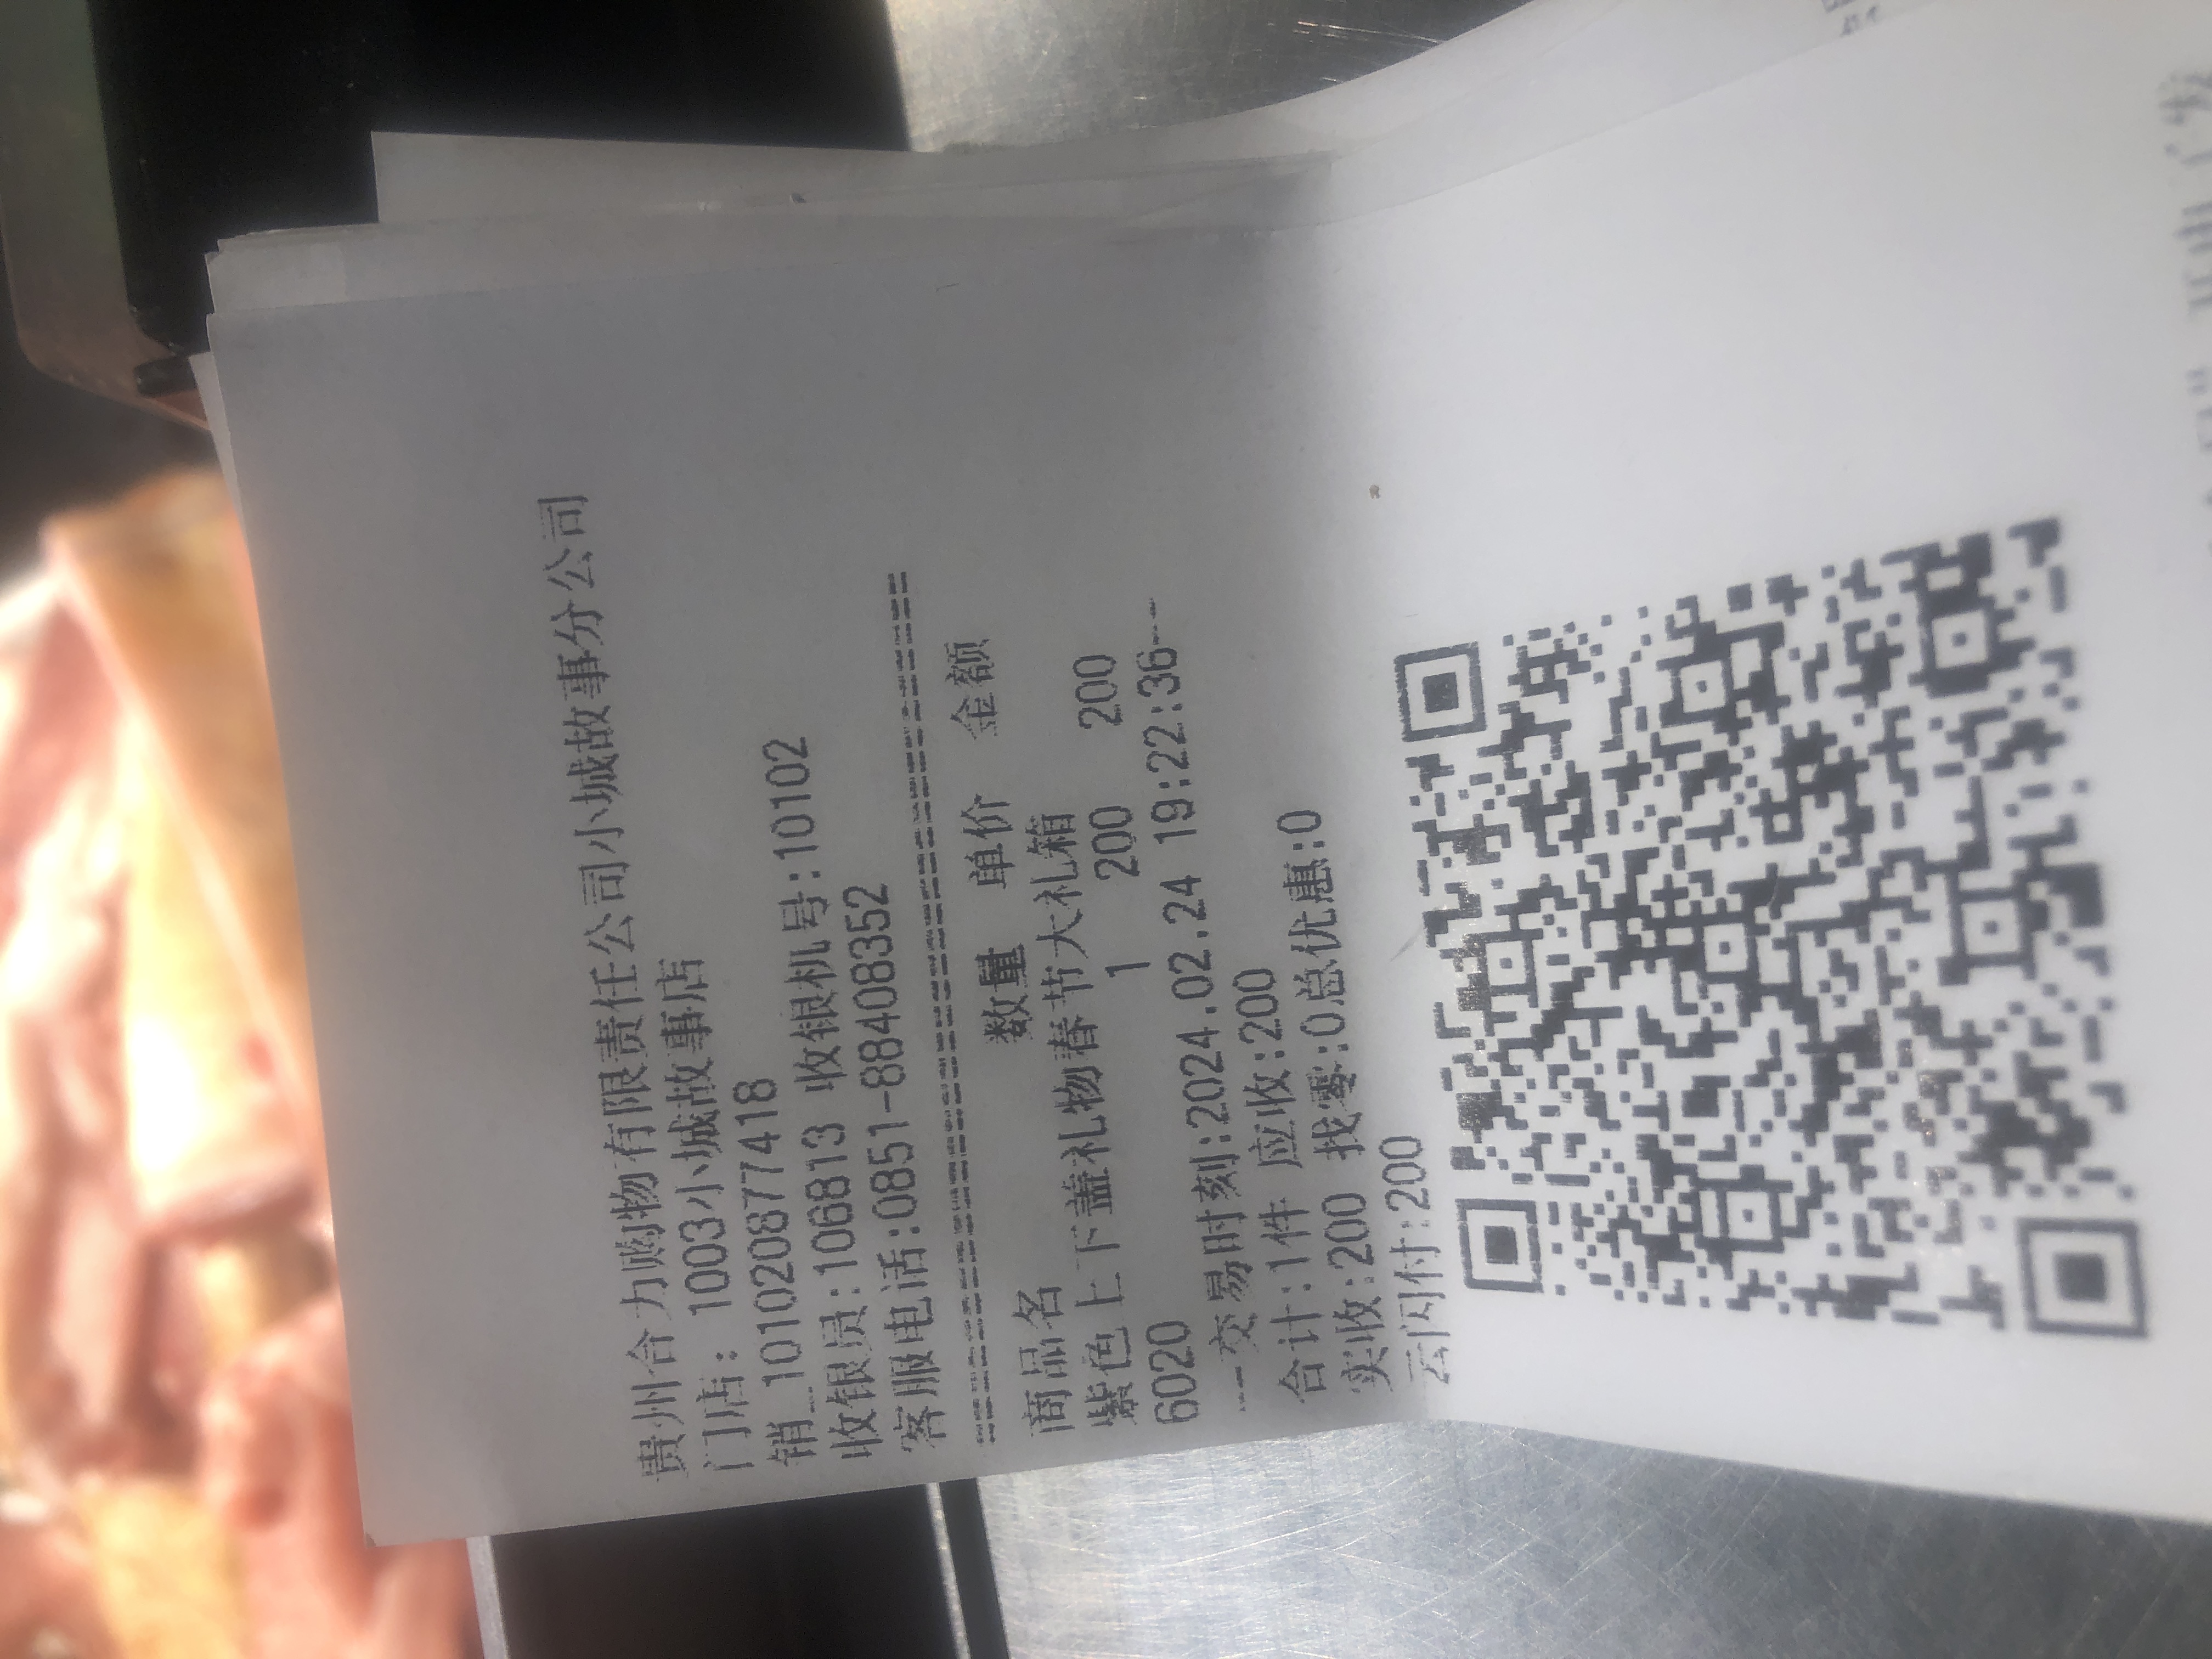 贵州合力购物有限责任公司小城故事分公司
门店: 1003小城故事店
销_101020877418
收银员:106813 收银机号:10102
客服电话:0851-88408352
==================================
商品名 数量 单价 金额
紫色上下盖礼物春节大礼箱
6020 1 200 200
---交易时刻:2024.02.24 19:22:36---
合计:1件 应收:200
实收:200 找零:0总优惠:0
云闪付:200